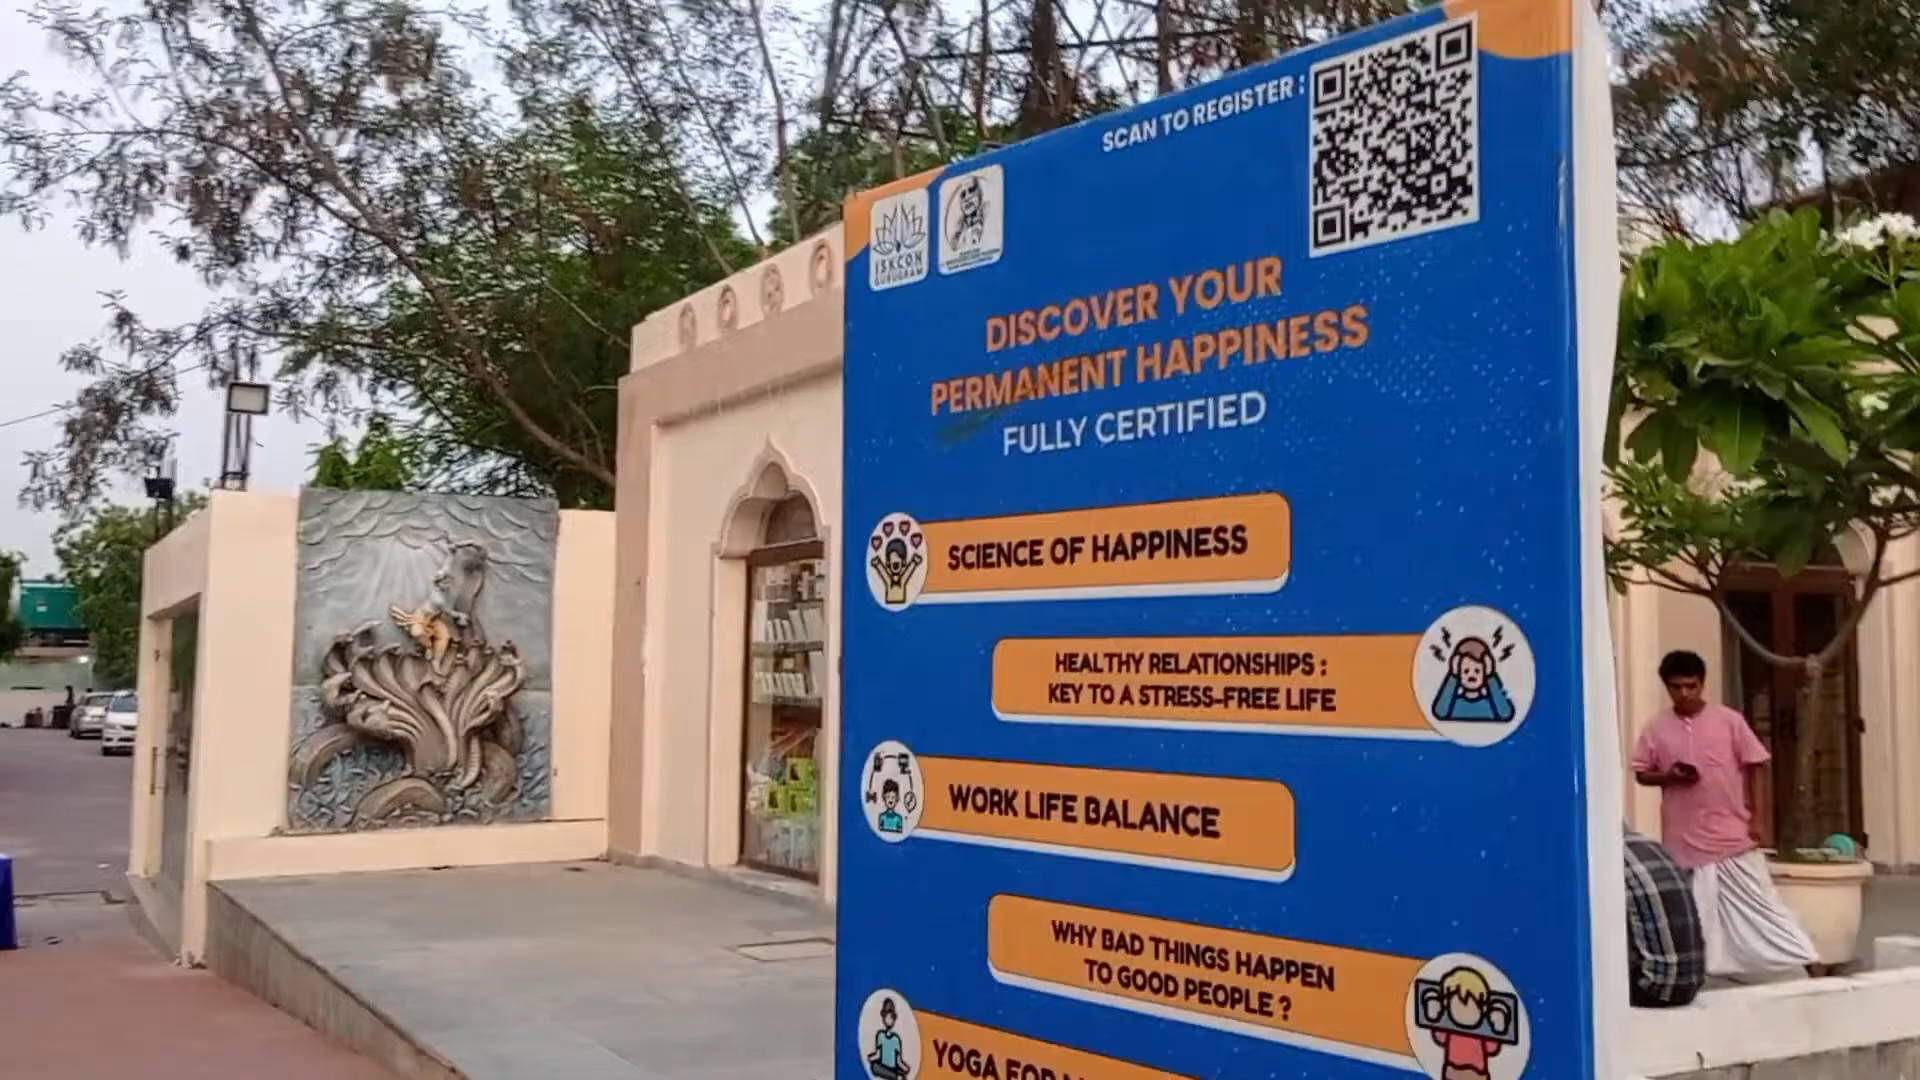 SCAN TO REGISTER :
ISKCON
GURUGRAM
DISCOVER YOUR
PERMANENT HAPPINESS
FULLY CERTIFIED
SCIENCE OF HAPPINESS
HEALTHY RELATIONSHIPS :
KEY TO A STRESS-FREE LIFE
WORK LIFE BALANCE
WHY BAD THINGS HAPPEN
TO GOOD PEOPLE ?
YOGA FOR